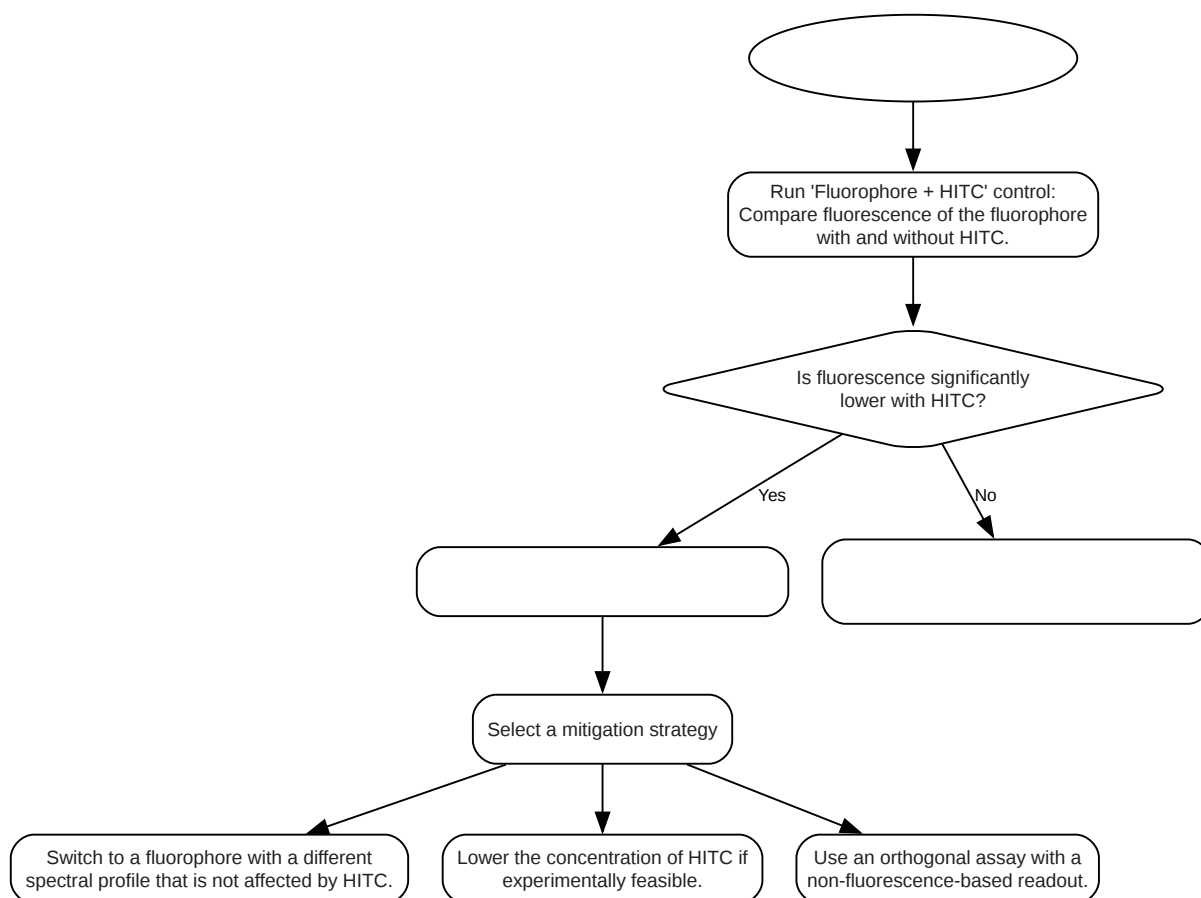 Run 'Fluorophore + HITC' control:
Compare fluorescence of the fluorophore
with and without HITC.
Is fluorescence significantly
lower with HITC?
Yes
No
Select a mitigation strategy
Switch to a fluorophore with a different
spectral profile that is not affected by HITC.
Lower the concentration of HITC if
experimentally feasible.
Use an orthogonal assay with a
non-fluorescence-based readout.